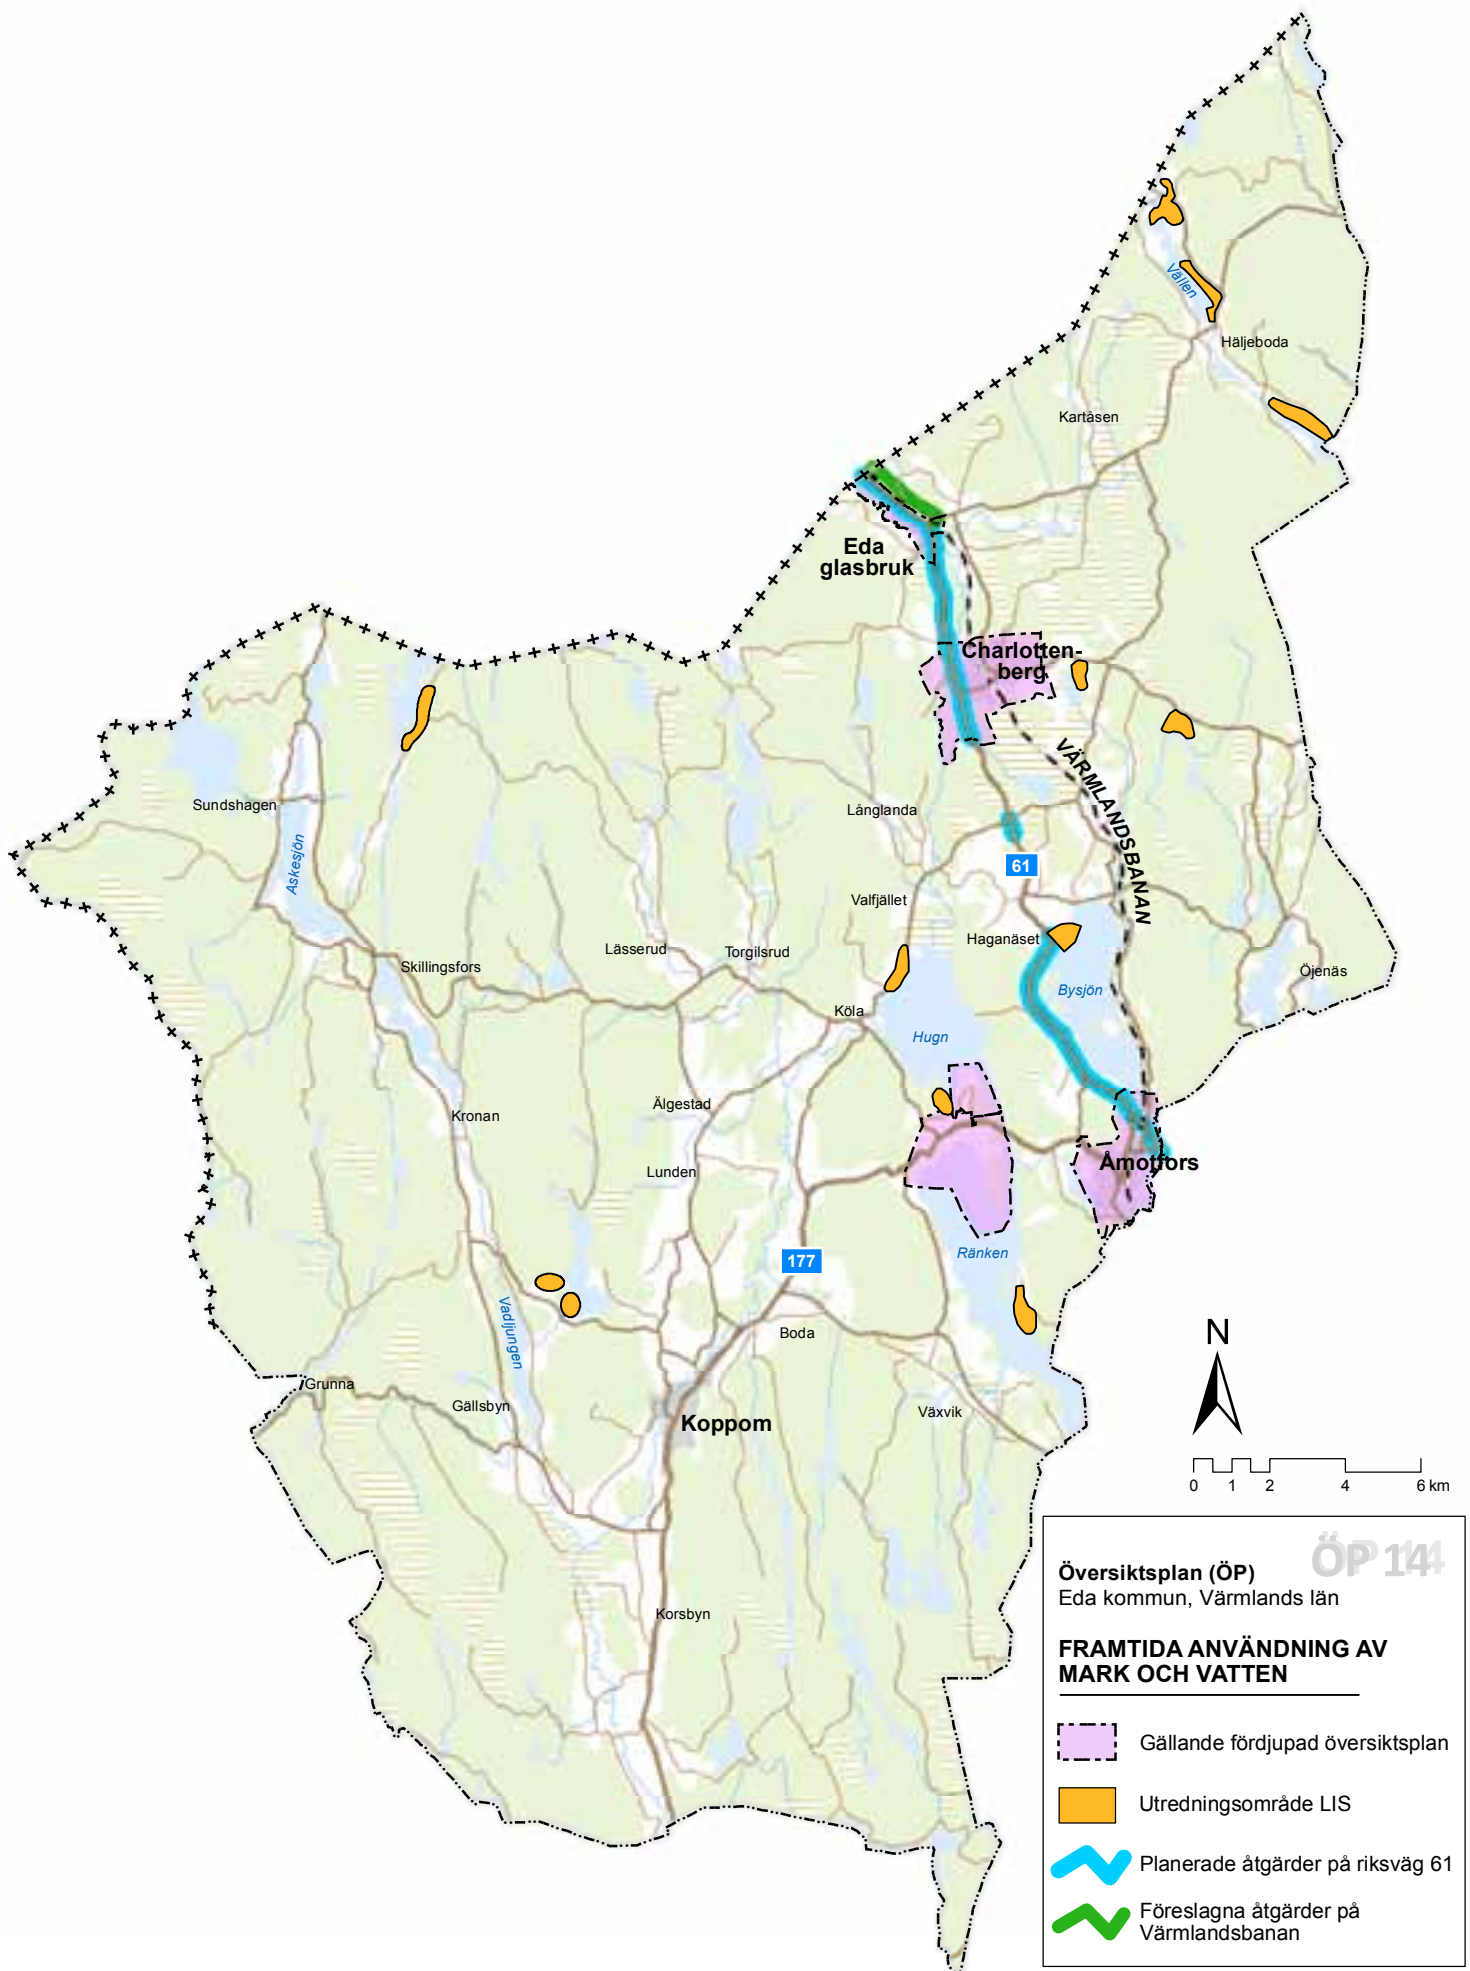 Vällen
Häljeboda
Kartåsen
Eda
glasbruk
Charlotten-
berg
VÄRMLANDSBANAN
Sundshagen
Askesjön
Långlanda
61
Valfjället
Haganäset
Lässerud
Torgilsrud
Skillingsfors
Öjenäs
Bysjön
Köla
Hugn
Älgestad
Kronan
Åmotfors
Lunden
Ränken
177
Vadljungen
Boda
N
Grunna
Gällsbyn
Växvik
Koppom
0 1 2 4 6 km
Korsbyn
ÖP 14
Översiktsplan (ÖP)
Eda kommun, Värmlands län
FRAMTIDA ANVÄNDNING AV
MARK OCH VATTEN
Gällande fördjupad översiktsplan
Utredningsområde LIS
Planerade åtgärder på riksväg 61
Föreslagna åtgärder på
Värmlandsbanan